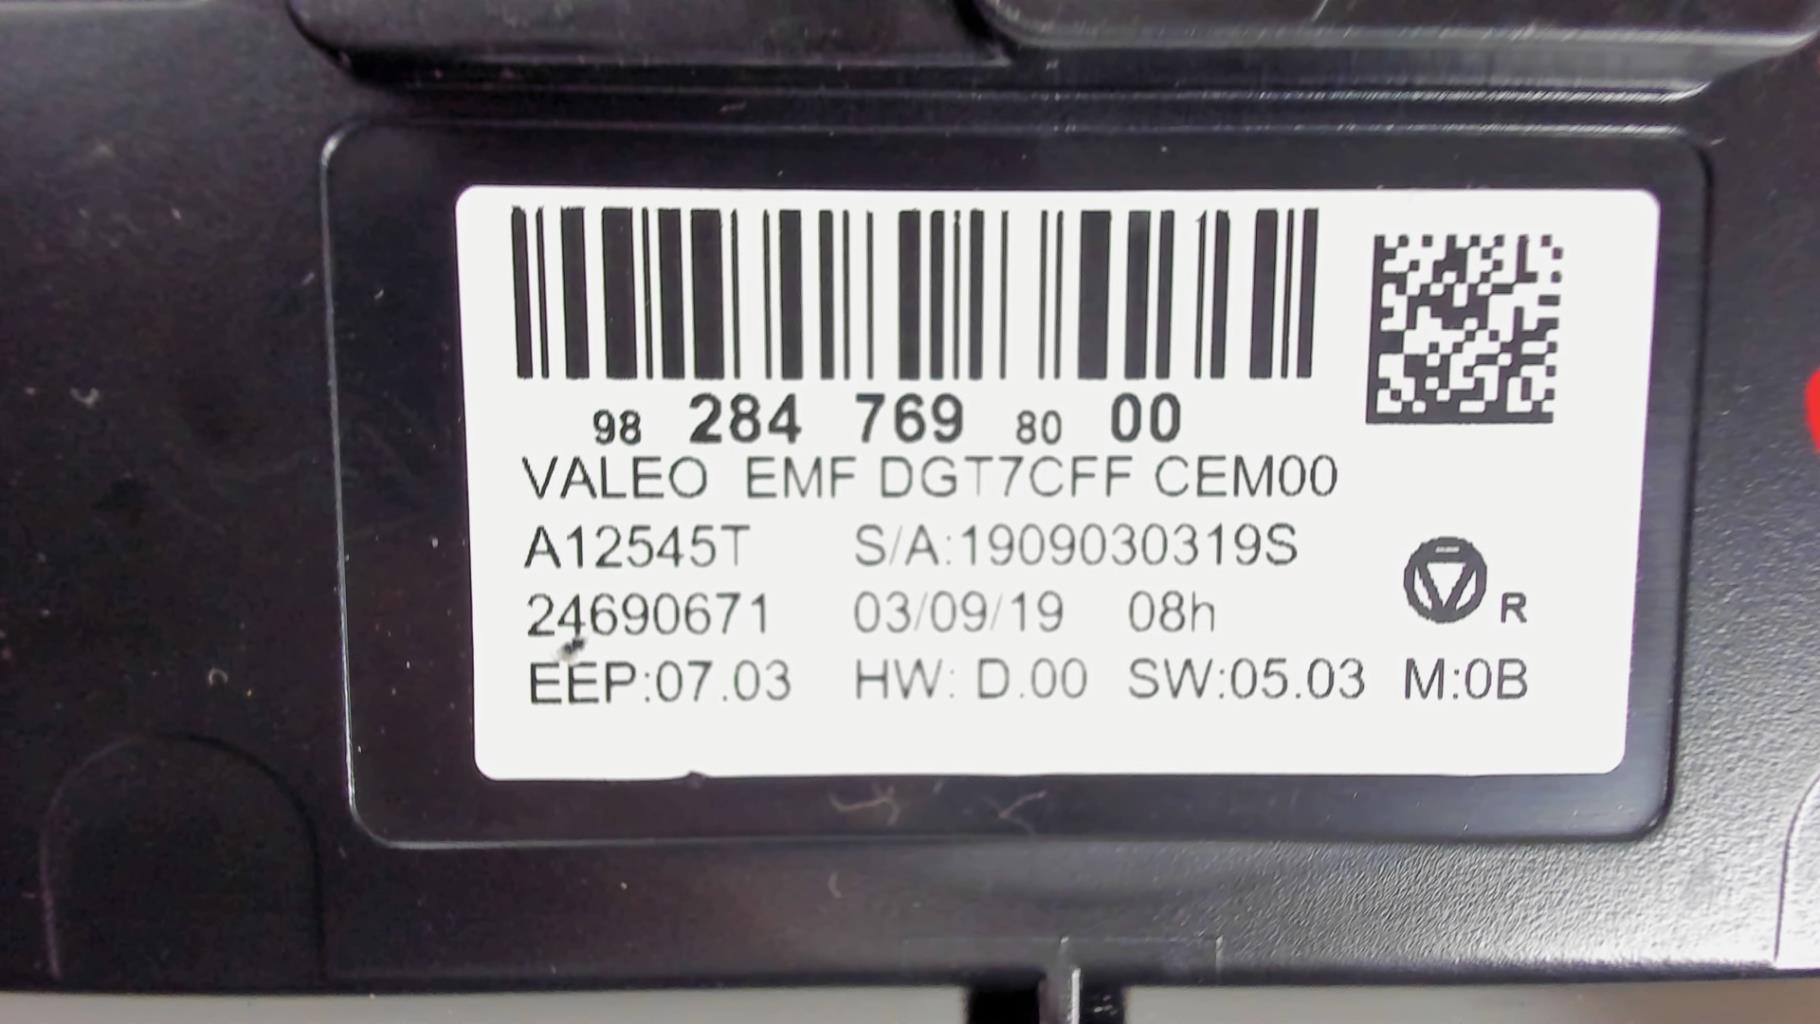 98 284 769 80 00
VALEO EMF DGT7CFF CEM00
A12545T S/A:1909030319S
24690671 03/09/19 08h
R
EEP:07.03 HW: D.00 SW:05.03 M:0B